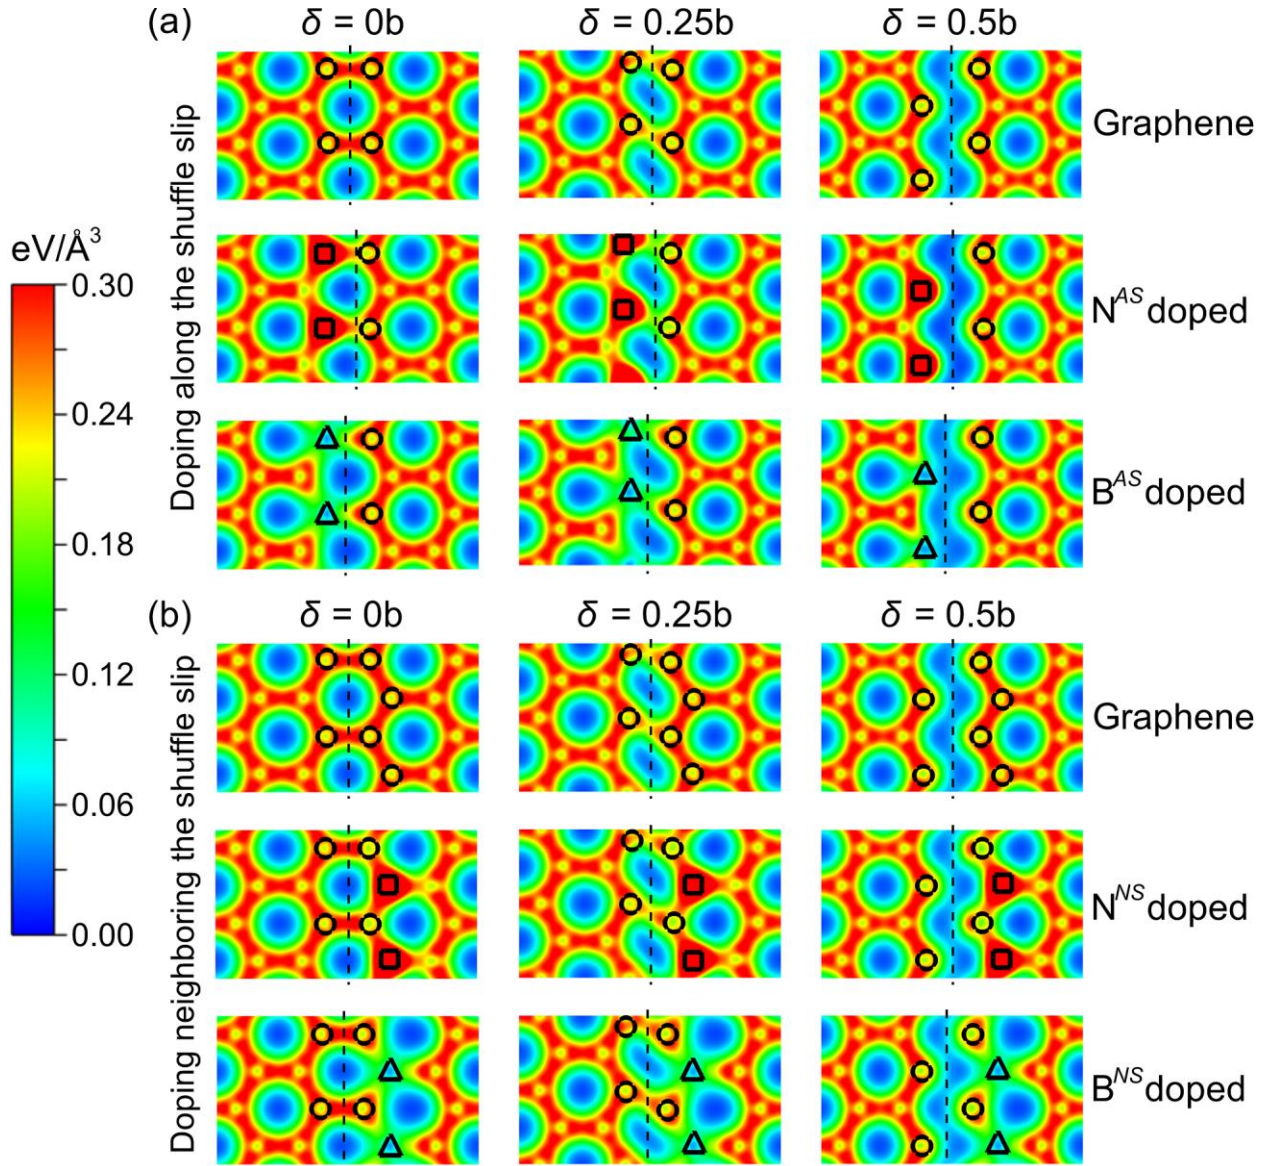 (a) δ = 0b δ = 0.25b δ = 0.5b
Doping along the shuffle slip
Graphene
N^AS doped
B^AS doped
eV/Å³
0.30
0.24
0.18
0.12
0.06
0.00
(b) δ = 0b δ = 0.25b δ = 0.5b
Doping neighboring the shuffle slip
Graphene
N^NS doped
B^NS doped